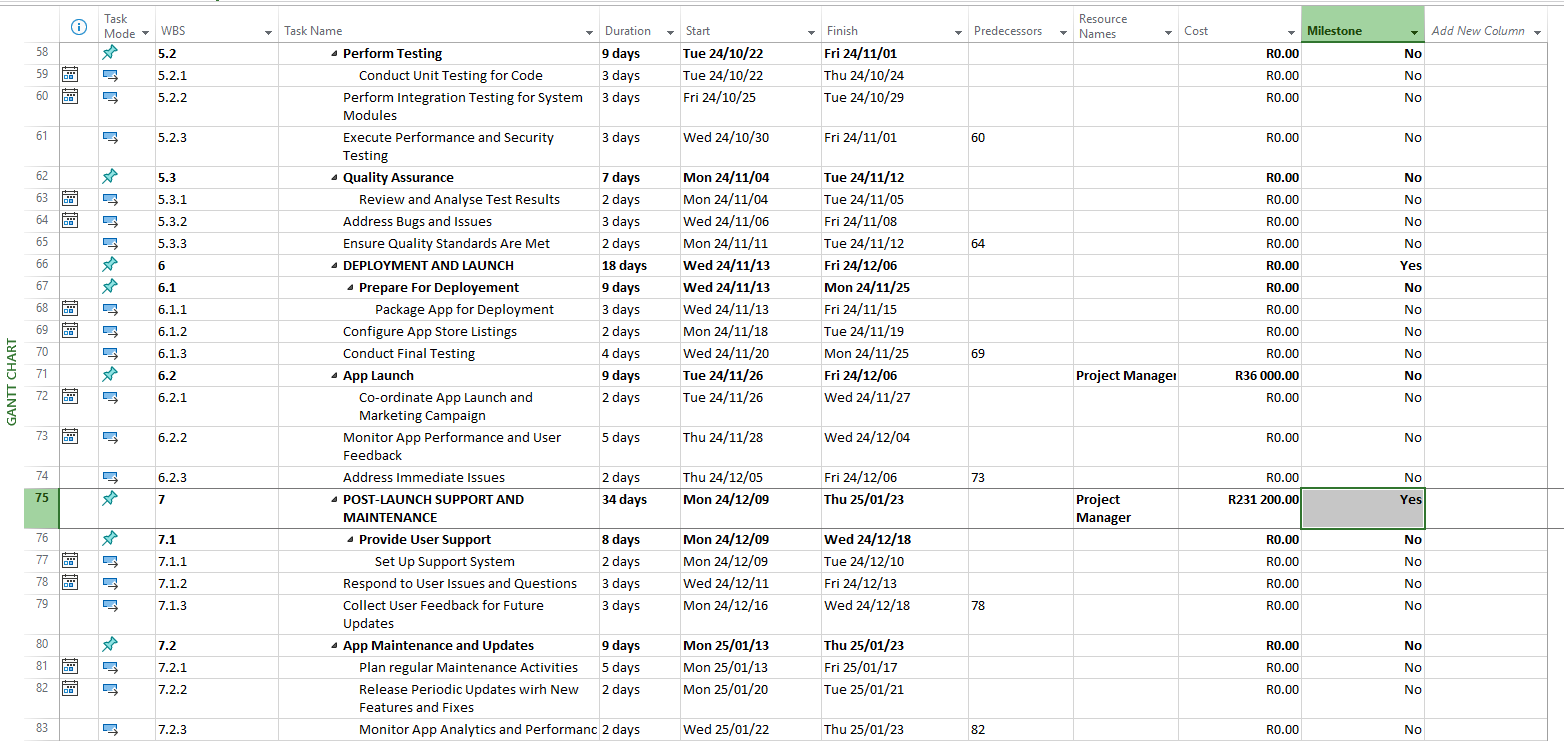 Task Mode WBS Task Name Duration Start Finish Predecessors Resource Names Cost Milestone Add New Column
58 5.2 Perform Testing 9 days Tue 24/10/22 Fri 24/11/01 R0.00 No
59 5.2.1 Conduct Unit Testing for Code 3 days Tue 24/10/22 Thu 24/10/24 R0.00 No
60 5.2.2 Perform Integration Testing for System 3 days Fri 24/10/25 Tue 24/10/29 R0.00 No
Modules
61 5.2.3 Execute Performance and Security 3 days Wed 24/10/30 Fri 24/11/01 60 R0.00 No
Testing
62 5.3 Quality Assurance 7 days Mon 24/11/04 Tue 24/11/12 R0.00 No
63 5.3.1 Review and Analyse Test Results 2 days Mon 24/11/04 Tue 24/11/05 R0.00 No
64 5.3.2 Address Bugs and Issues 3 days Wed 24/11/06 Fri 24/11/08 R0.00 No
65 5.3.3 Ensure Quality Standards Are Met 2 days Mon 24/11/11 Tue 24/11/12 64 R0.00 No
66 6 DEPLOYMENT AND LAUNCH 18 days Wed 24/11/13 Fri 24/12/06 R0.00 Yes
67 6.1 Prepare For Deployement 9 days Wed 24/11/13 Mon 24/11/25 R0.00 No
68 6.1.1 Package App for Deployment 3 days Wed 24/11/13 Fri 24/11/15 R0.00 No
69 6.1.2 Configure App Store Listings 2 days Mon 24/11/18 Tue 24/11/19 R0.00 No
70 6.1.3 Conduct Final Testing 4 days Wed 24/11/20 Mon 24/11/25 69 R0.00 No
71 6.2 App Launch 9 days Tue 24/11/26 Fri 24/12/06 Project Manager R36 000.00 No
72 6.2.1 Co-ordinate App Launch and 2 days Tue 24/11/26 Wed 24/11/27 R0.00 No
Marketing Campaign
73 6.2.2 Monitor App Performance and User 5 days Thu 24/11/28 Wed 24/12/04 R0.00 No
Feedback
74 6.2.3 Address Immediate Issues 2 days Thu 24/12/05 Fri 24/12/06 73 R0.00 No
75 7 POST-LAUNCH SUPPORT AND 34 days Mon 24/12/09 Thu 25/01/23 Project R231 200.00 Yes
MAINTENANCE Manager
76 7.1 Provide User Support 8 days Mon 24/12/09 Wed 24/12/18 R0.00 No
77 7.1.1 Set Up Support System 2 days Mon 24/12/09 Tue 24/12/10 R0.00 No
78 7.1.2 Respond to User Issues and Questions 3 days Wed 24/12/11 Fri 24/12/13 R0.00 No
79 7.1.3 Collect User Feedback for Future 3 days Mon 24/12/16 Wed 24/12/18 78 R0.00 No
Updates
80 7.2 App Maintenance and Updates 9 days Mon 25/01/13 Thu 25/01/23 R0.00 No
81 7.2.1 Plan regular Maintenance Activities 5 days Mon 25/01/13 Fri 25/01/17 R0.00 No
82 7.2.2 Release Periodic Updates wirh New 2 days Mon 25/01/20 Tue 25/01/21 R0.00 No
Features and Fixes
83 7.2.3 Monitor App Analytics and Performanc 2 days Wed 25/01/22 Thu 25/01/23 82 R0.00 No
GANTT CHART